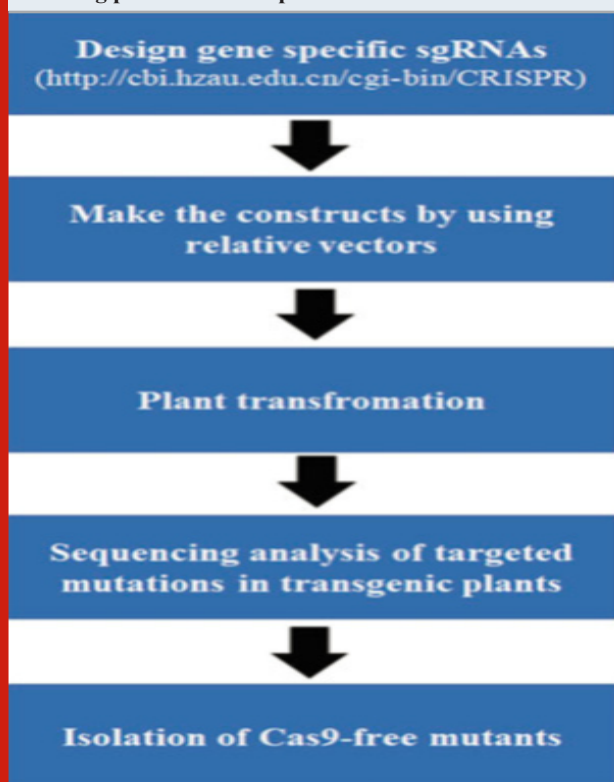 Design gene specific sgRNAs
(http://cbi.hzau.edu.cn/cgi-bin/CRISPR)
Make the constructs by using
relative vectors
Plant transfromation
Sequencing analysis of targeted
mutations in transgenic plants
Isolation of Cas9-free mutants